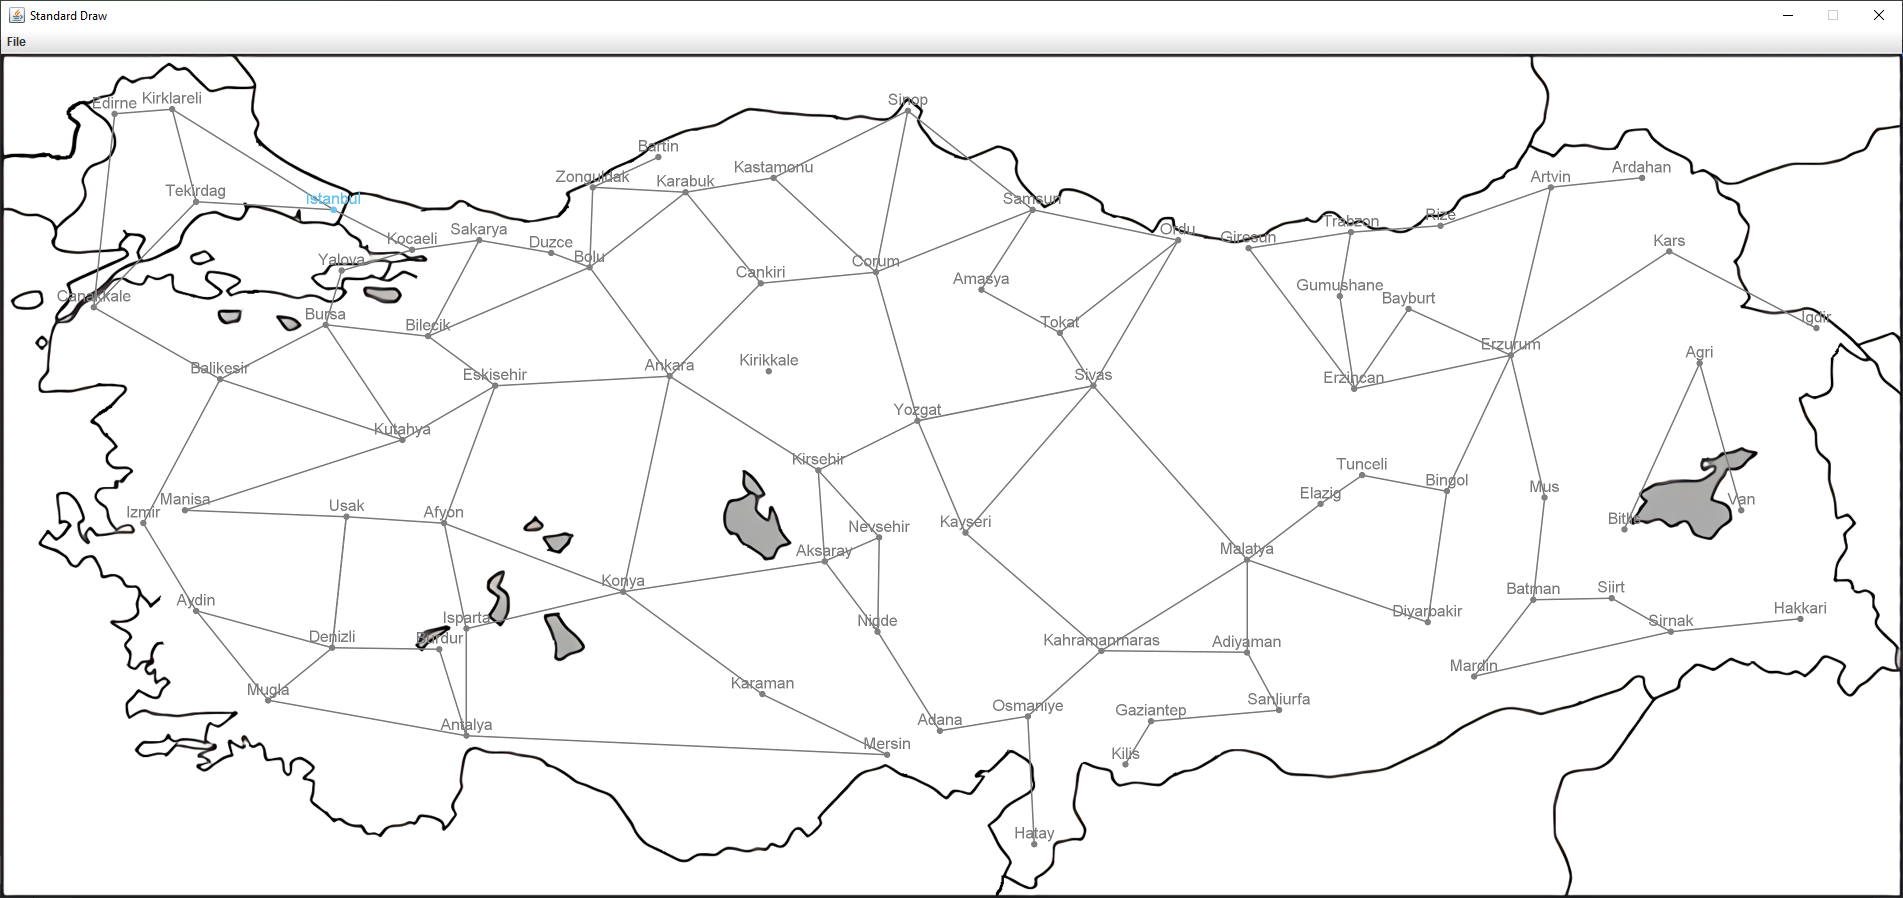 Standard Draw
File
Edirne
Kirklareli
Sinop
Bartin
Kastamonu
Zonguldak
Karabuk
Ardahan
Artvin
Tekirdag
Istanbul
Samsun
Rize
Trabzon
Ordu
Giresun
Kocaeli
Sakarya
Duzce
Bolu
Kars
Yalova
Cankiri
Corum
Amasya
Gumushane
Bayburt
Canakkale
Bursa
Bilecik
Tokat
Igdir
Erzurum
Agri
Balikesir
Eskisehir
Ankara
Kirikkale
Sivas
Erzincan
Kutahya
Yozgat
Kirsehir
Tunceli
Bingol
Mus
Elazig
Van
Izmir
Manisa
Usak
Afyon
Nevsehir
Kayseri
Bitlis
Aksaray
Malatya
Konya
Batman
Siirt
Hakkari
Aydin
Isparta
Nigde
Diyarbakir
Sirnak
Denizli
Burdur
Kahramanmaras
Adiyaman
Mardin
Mugla
Karaman
Sanliurfa
Antalya
Adana
Osmaniye
Gaziantep
Mersin
Kilis
Hatay